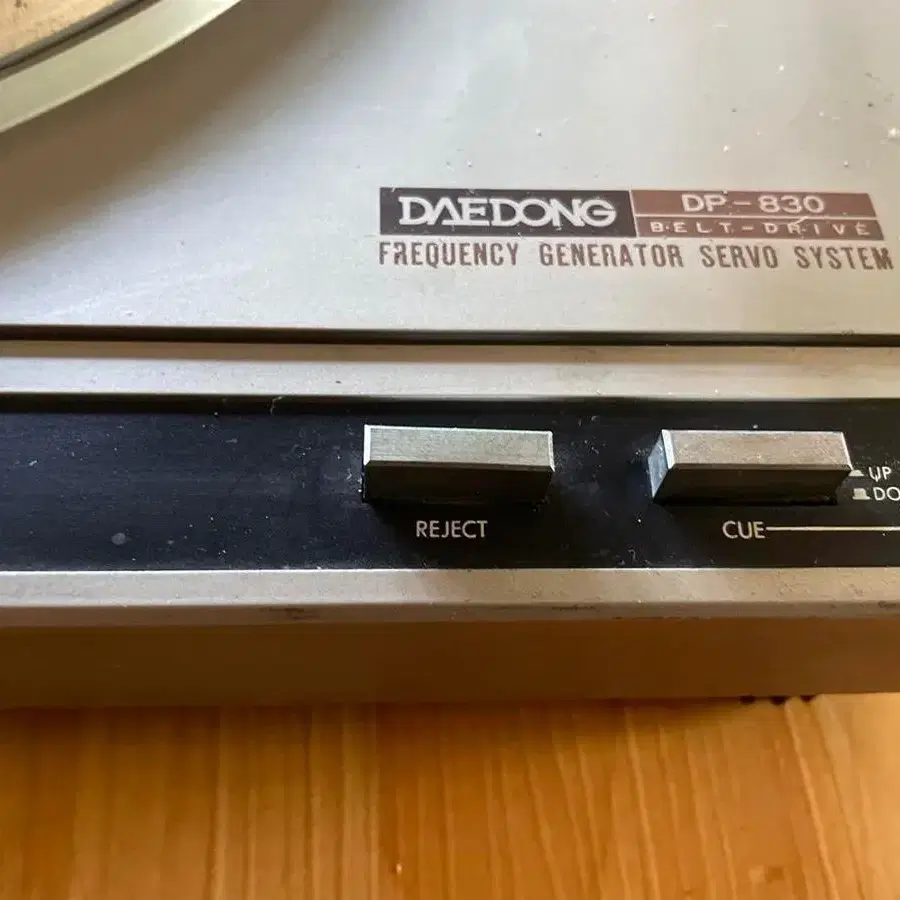 DAEDONG DP-830
BELT-DRIVE
FREQUENCY GENERATOR SERVO SYSTEM
REJECT
CUE
UP